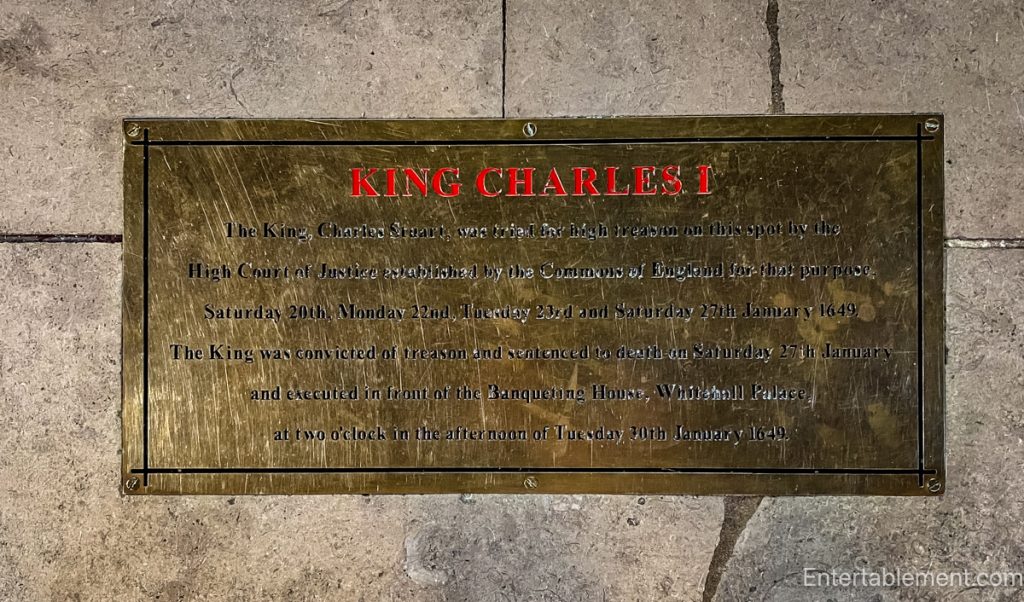 KING CHARLES I
The King, Charles Stuart, was tried for high treason on this spot by the
High Court of Justice established by the Commons of England for that purpose,
Saturday 20th, Monday 22nd, Tuesday 23rd and Saturday 27th January 1649.
The King was convicted of treason and sentenced to death on Saturday 27th January
and executed in front of the Banqueting House, Whitehall Palace,
at two o'clock in the afternoon of Tuesday 30th January 1649.
Entertablement.com